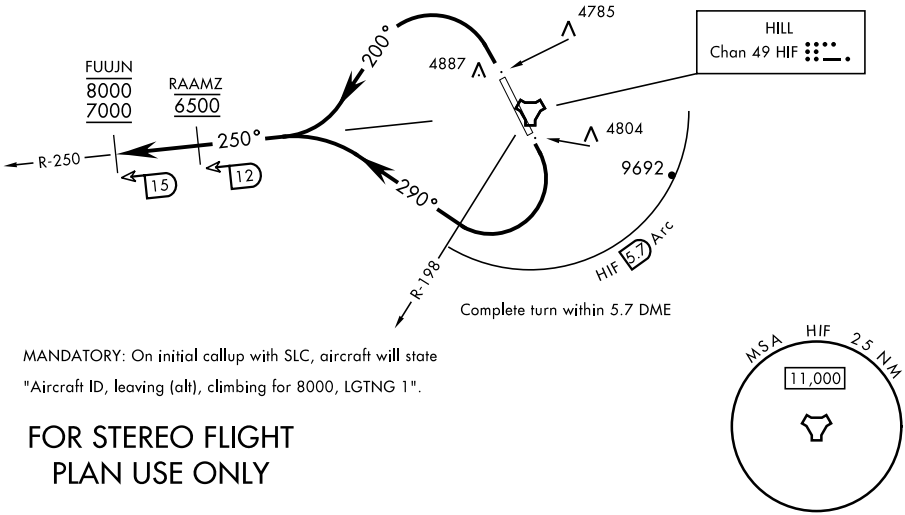 4785
HILL
Chan 49 HIF
200°
4887
FUUJN
8000
7000
RAAMZ
6500
250°
4804
R-250
15
12
290°
9692
HIF 5.7 Arc
R-198
Complete turn within 5.7 DME
MANDATORY: On initial callup with SLC, aircraft will state
"Aircraft ID, leaving (alt), climbing for 8000, LGTNG 1".
FOR STEREO FLIGHT
PLAN USE ONLY
MSA HIF 25 NM
11,000